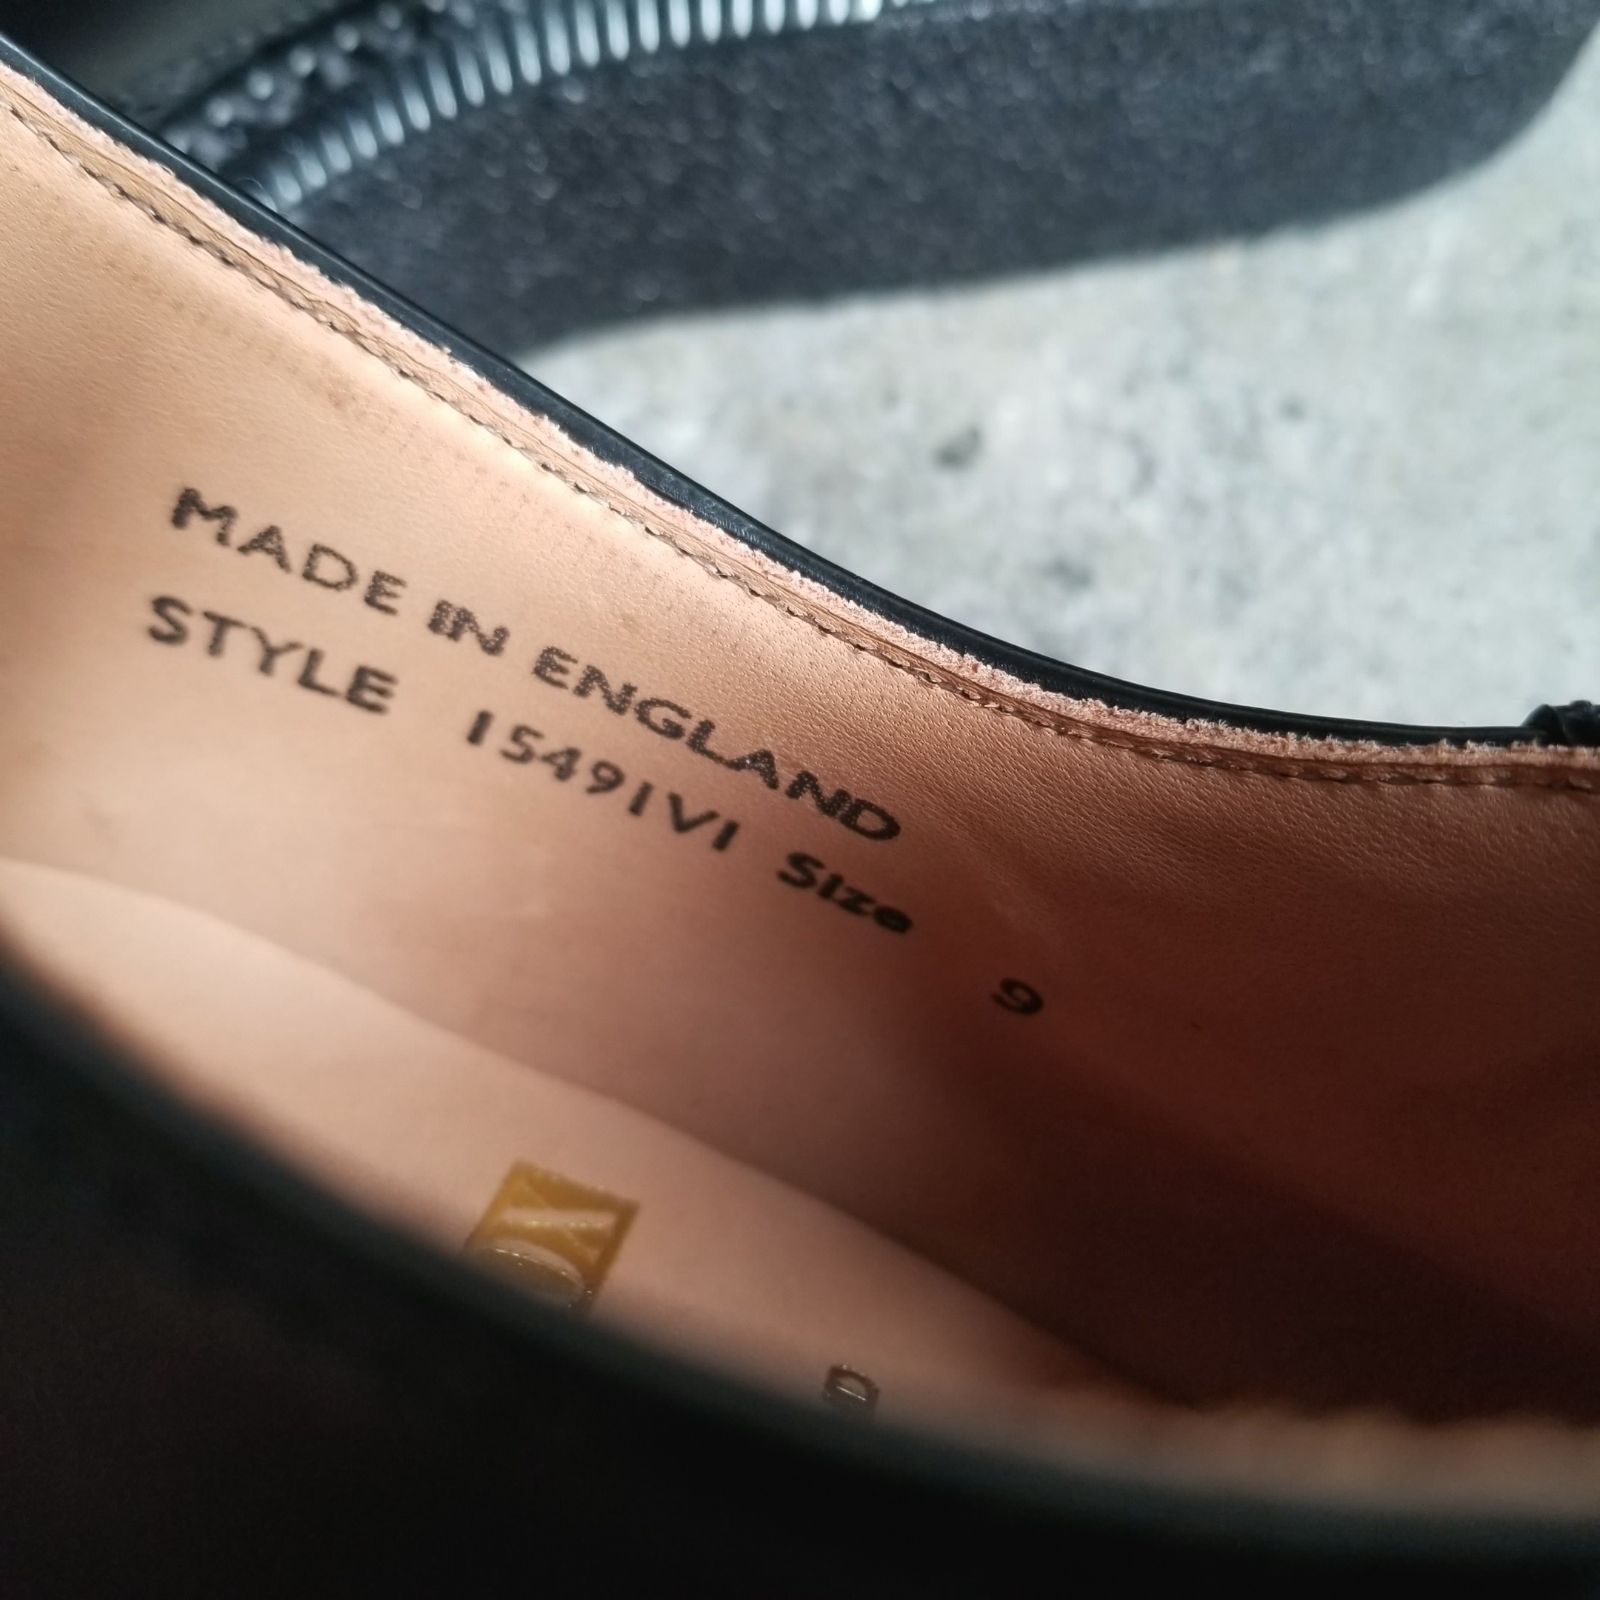 MADE IN ENGLAND
STYLE 15491V1 Size 9